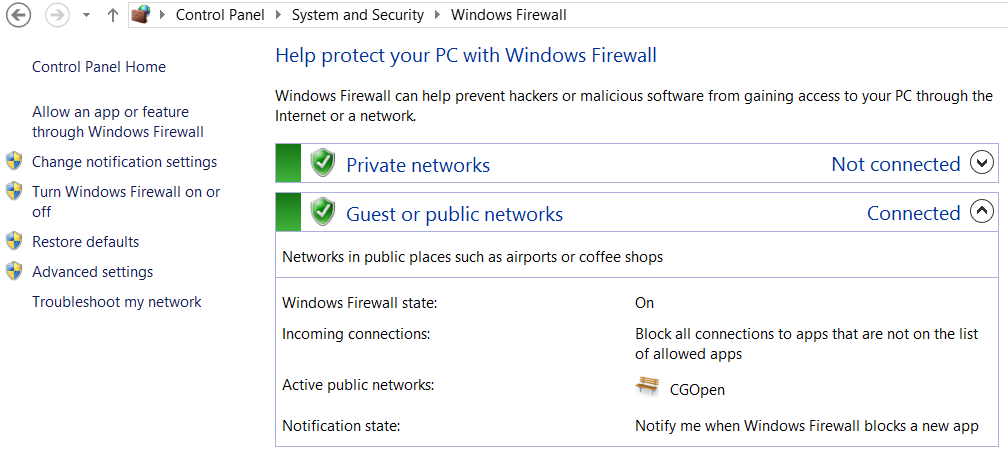 Control Panel System and Security Windows Firewall
Control Panel Home
Allow an app or feature
through Windows Firewall
Change notification settings
Turn Windows Firewall on or
off
Restore defaults
Advanced settings
Troubleshoot my network
Help protect your PC with Windows Firewall
Windows Firewall can help prevent hackers or malicious software from gaining access to your PC through the
Internet or a network.
Private networks Not connected
Guest or public networks Connected
Networks in public places such as airports or coffee shops
Windows Firewall state: On
Incoming connections: Block all connections to apps that are not on the list
of allowed apps
Active public networks: CGOpen
Notification state: Notify me when Windows Firewall blocks a new app